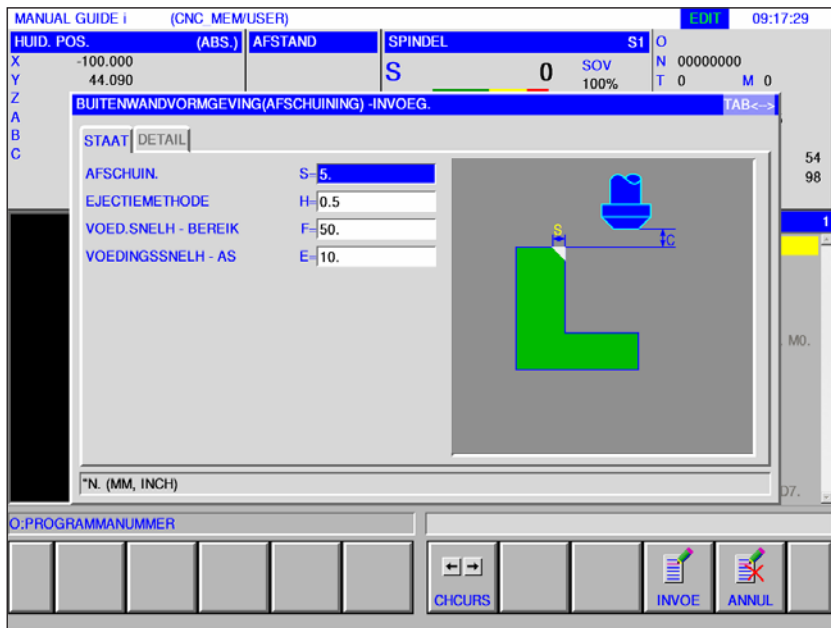 MANUAL GUIDE i (CNC_MEM/USER) EDIT 09:17:29
HUID. POS. (ABS.) AFSTAND SPINDEL S1 O
X -100.000 S 0 SOV 100% N 00000000
Y 44.090 T 0 M 0
Z
A
B
C
54
98
BUITENWANDVORMGEVING(AFSCHUINING) -INVOEG. TAB<-->
STAAT DETAIL
AFSCHUIN. S=5.
EJECTIEMETHODE H=0.5
VOED.SNELH - BEREIK F=50.
VOEDINGSSNELH - AS E=10.
S
C
1
M0.
D7.
"N. (MM, INCH)
O:PROGRAMMANUMMER
CHCURS INVOE ANNUL